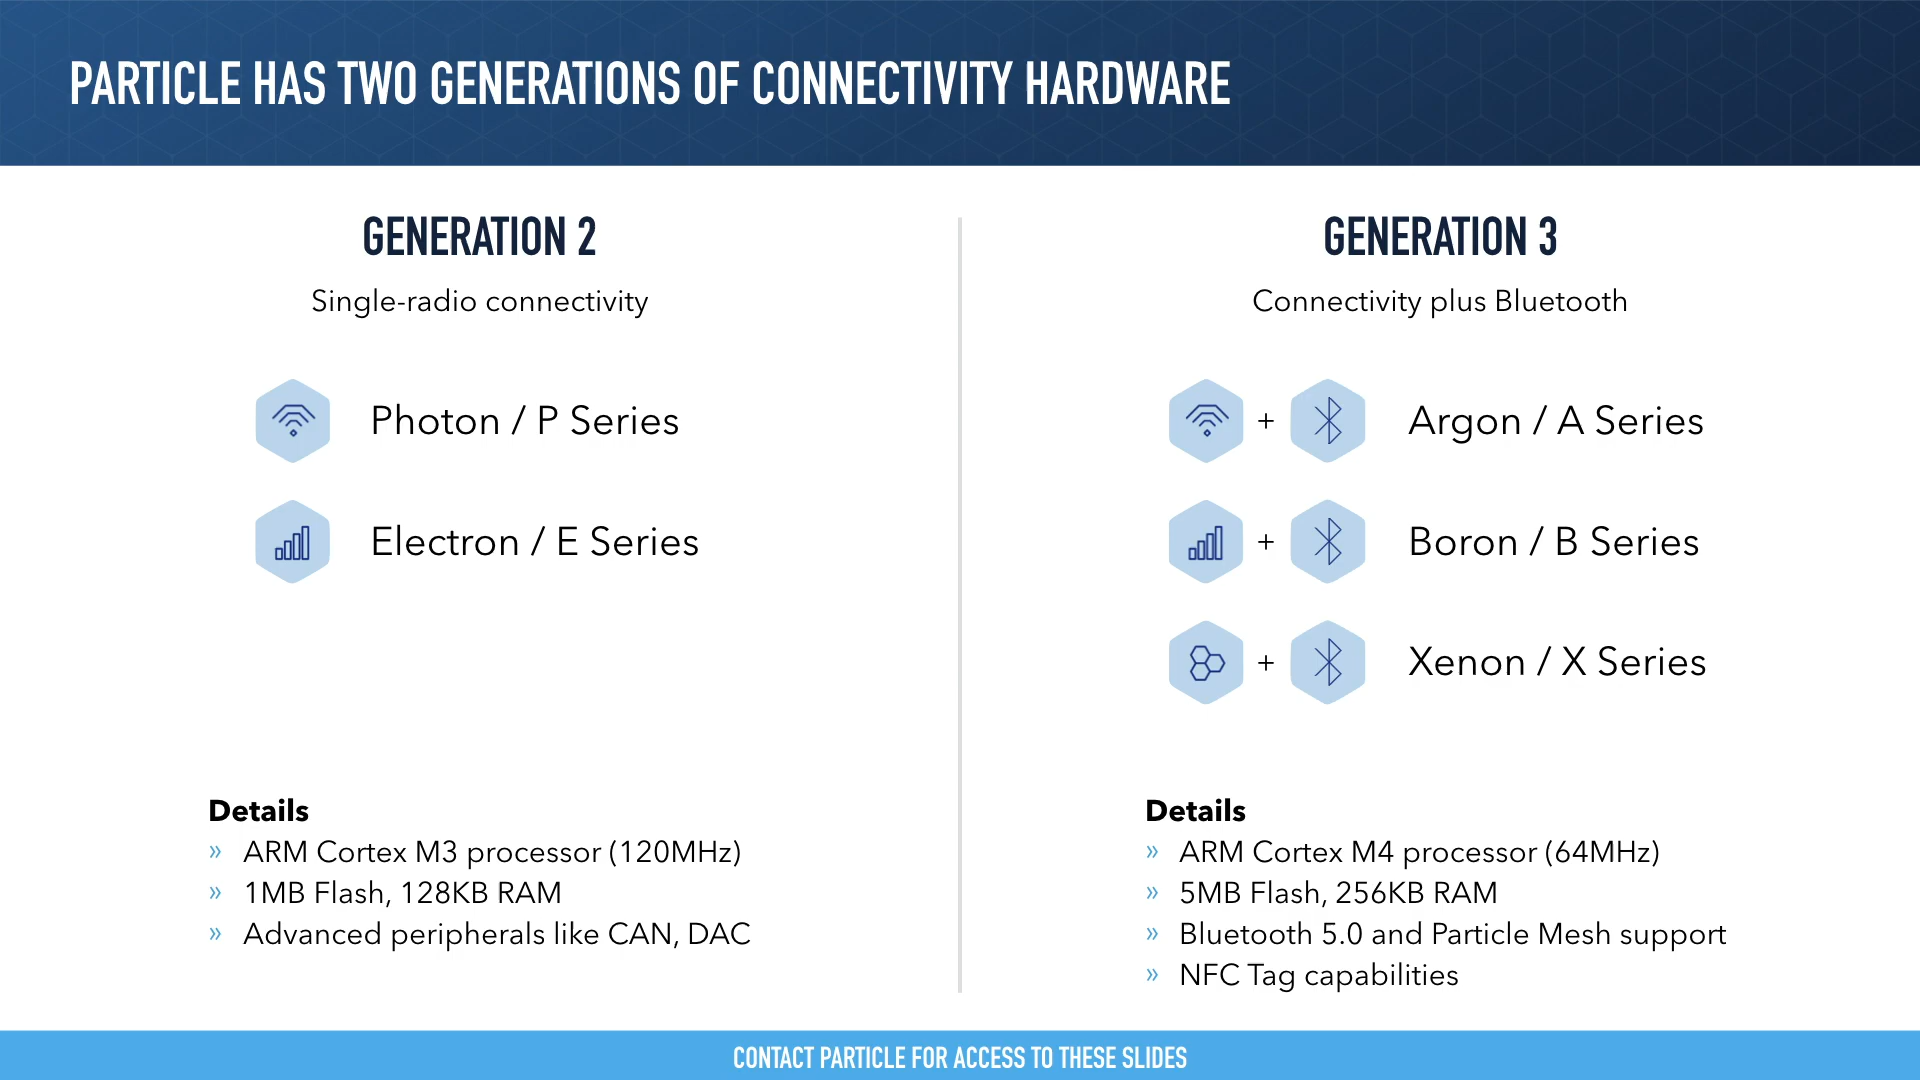 PARTICLE HAS TWO GENERATIONS OF CONNECTIVITY HARDWARE
GENERATION 2
Single-radio connectivity
Photon / P Series
Electron / E Series
Details
» ARM Cortex M3 processor (120MHz)
» 1MB Flash, 128KB RAM
» Advanced peripherals like CAN, DAC
GENERATION 3
Connectivity plus Bluetooth
+ Argon / A Series
+ Boron / B Series
+ Xenon / X Series
Details
» ARM Cortex M4 processor (64MHz)
» 5MB Flash, 256KB RAM
» Bluetooth 5.0 and Particle Mesh support
» NFC Tag capabilities
CONTACT PARTICLE FOR ACCESS TO THESE SLIDES